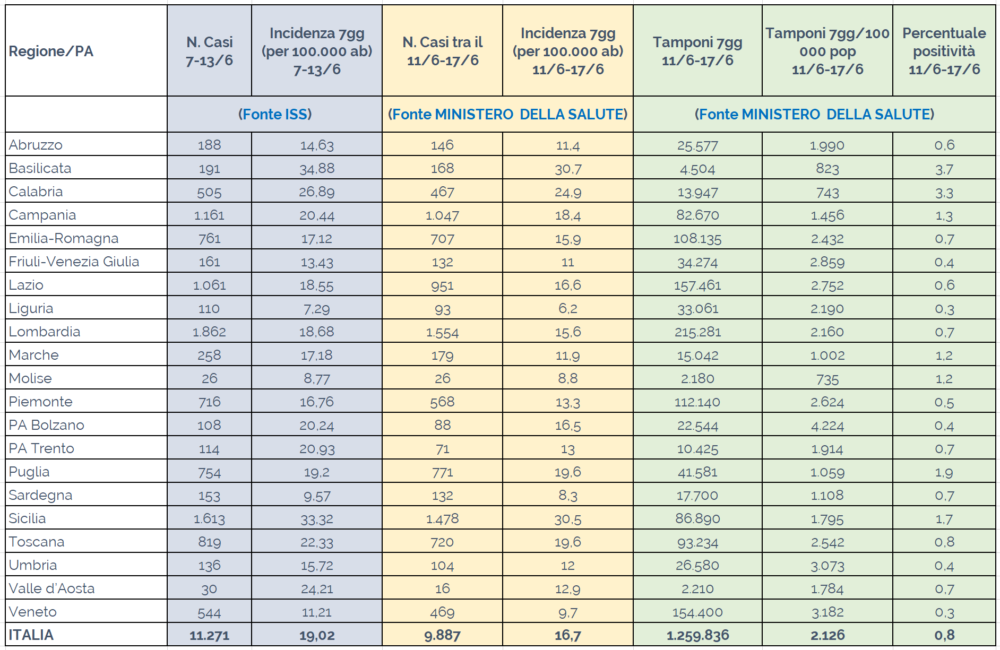 Regione/PA
N. Casi
7-13/6
Incidenza 7gg
(per 100.000 ab)
7-13/6
N. Casi tra il
11/6-17/6
Incidenza 7gg
(per 100.000 ab)
11/6-17/6
Tamponi 7gg
11/6-17/6
Tamponi 7gg/100
000 pop
11/6-17/6
Percentuale
positività
11/6-17/6
(Fonte ISS) (Fonte MINISTERO DELLA SALUTE) (Fonte MINISTERO DELLA SALUTE)
Abruzzo 188 14,63 146 11,4 25.577 1.990 0,6
Basilicata 191 34,88 168 30,7 4.504 823 3,7
Calabria 505 26,89 467 24,9 13.947 743 3,3
Campania 1.161 20,44 1.047 18,4 82.670 1.456 1,3
Emilia-Romagna 761 17,12 707 15,9 108.135 2.432 0,7
Friuli-Venezia Giulia 161 13,43 132 11 34.274 2.859 0,4
Lazio 1.061 18,55 951 16,6 157.461 2.752 0,6
Liguria 110 7,29 93 6,2 33.061 2.190 0,3
Lombardia 1.862 18,68 1.554 15,6 215.281 2.160 0,7
Marche 258 17,18 179 11,9 15.042 1.002 1,2
Molise 26 8,77 26 8,8 2.180 735 1,2
Piemonte 716 16,76 568 13,3 112.140 2.624 0,5
PA Bolzano 108 20,24 88 16,5 22.544 4.224 0,4
PA Trento 114 20,93 71 13 10.425 1.914 0,7
Puglia 754 19,2 771 19,6 41.581 1.059 1,9
Sardegna 153 9,57 132 8,3 17.700 1.108 0,7
Sicilia 1.613 33,32 1.478 30,5 86.890 1.795 1,7
Toscana 819 22,33 720 19,6 93.234 2.542 0,8
Umbria 136 15,72 104 12 26.580 3.073 0,4
Valle d’Aosta 30 24,21 16 12,9 2.210 1.784 0,7
Veneto 544 11,21 469 9,7 154.400 3.182 0,3
ITALIA 11.271 19,02 9.887 16,7 1.259.836 2.126 0,8